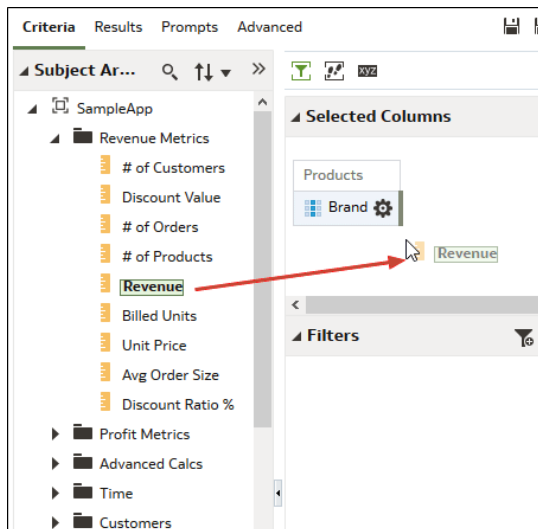 Criteria Results Prompts Advanced
Subject Ar...
SampleApp
Revenue Metrics
# of Customers
Discount Value
# of Orders
# of Products
Revenue
Billed Units
Unit Price
Avg Order Size
Discount Ratio %
Profit Metrics
Advanced Calcs
Time
Customers
xyz
Selected Columns
Products
Brand
Revenue
Filters